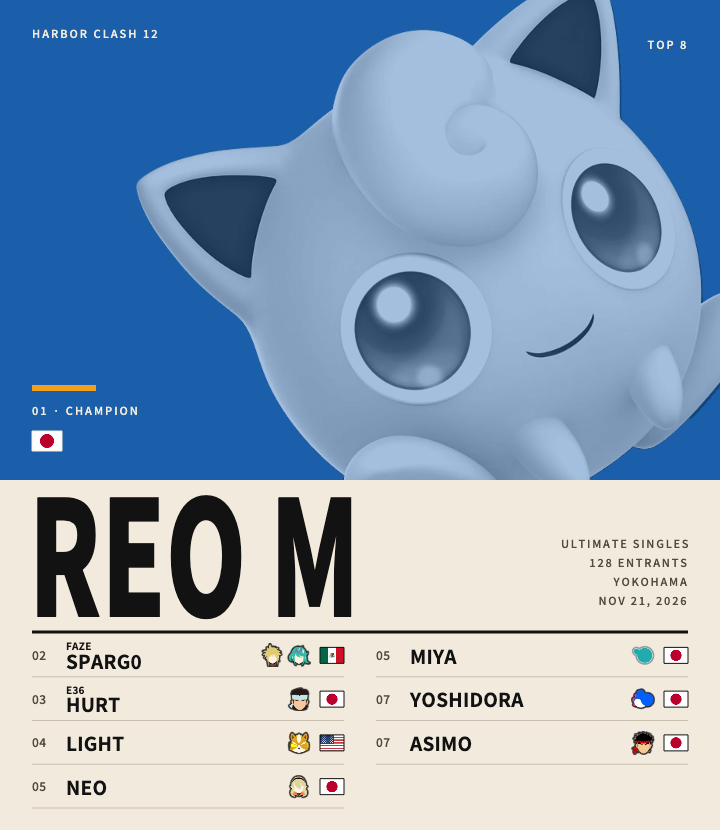 HARBOR CLASH 12
TOP 8
01 · CHAMPION
REO M
ULTIMATE SINGLES
128 ENTRANTS
YOKOHAMA
NOV 21, 2026
02 FAZE SPARG0
03 E36 HURT
04 LIGHT
05 NEO
05 MIYA
07 YOSHIDORA
07 ASIMO